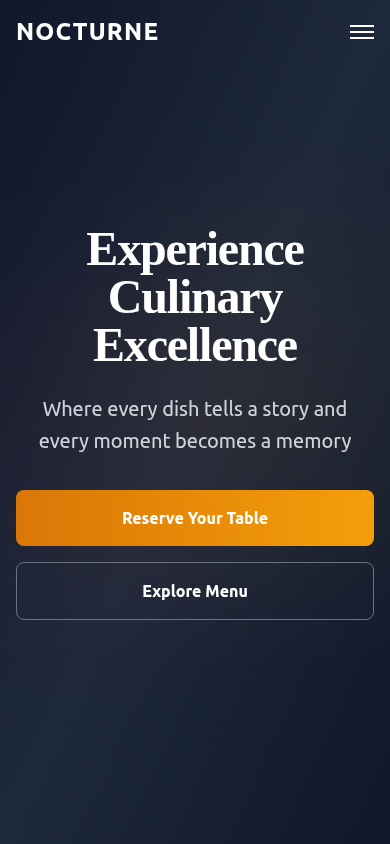 NOCTURNE
Experience
Culinary
Excellence
Where every dish tells a story and
every moment becomes a memory
Reserve Your Table
Explore Menu